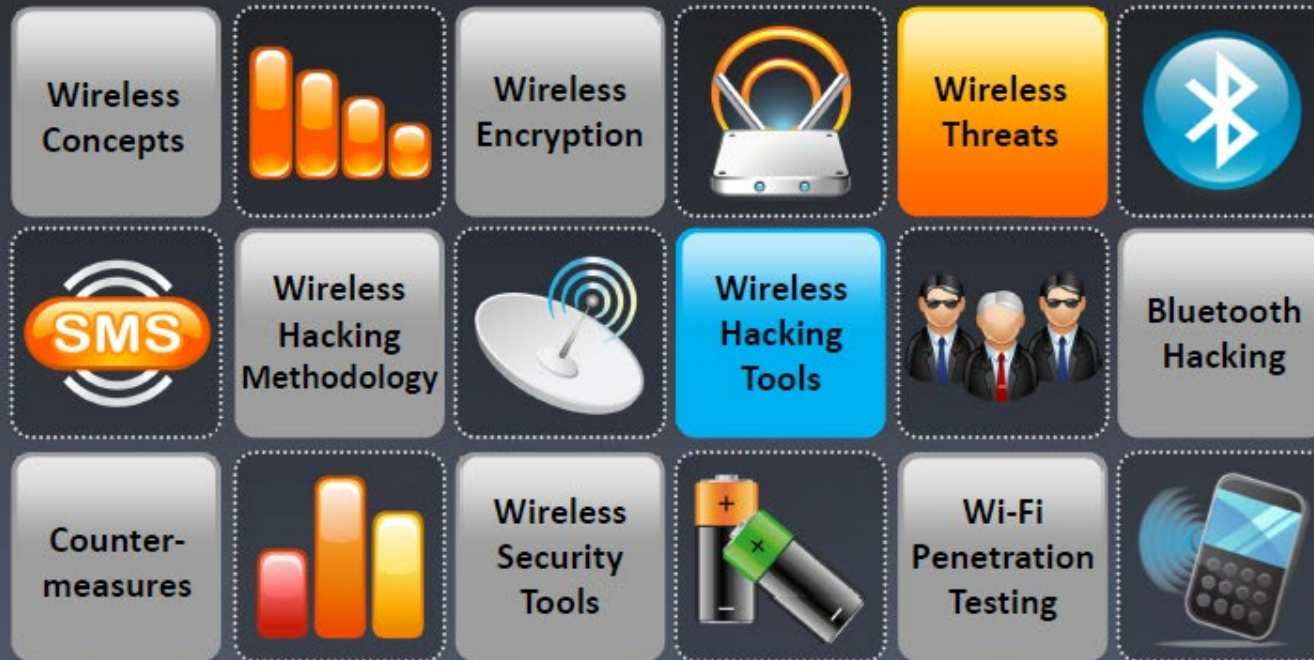 Wireless
Concepts
Wireless
Encryption
Wireless
Threats
SMS
Wireless
Hacking
Methodology
Wireless
Hacking
Tools
Bluetooth
Hacking
Counter-
measures
Wireless
Security
Tools
+
+
Wi-Fi
Penetration
Testing